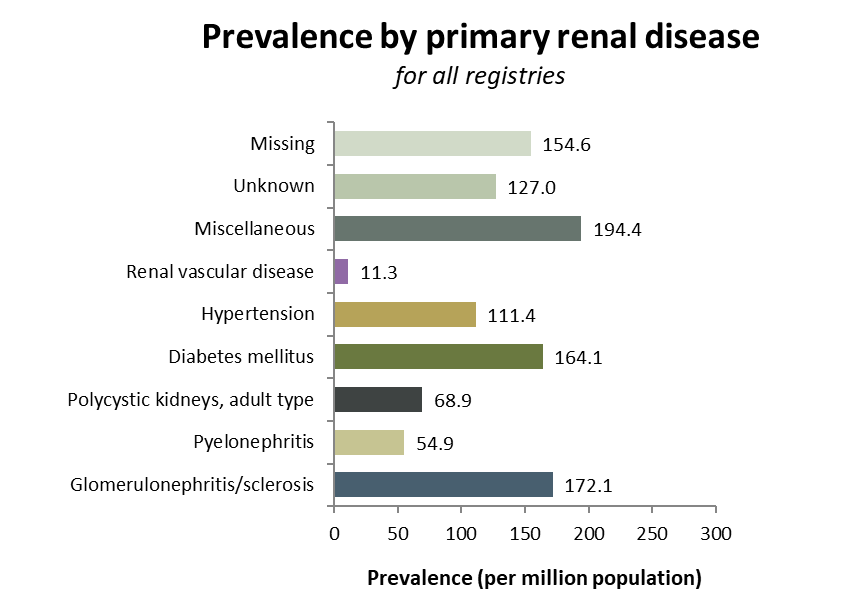 Prevalence by primary renal disease
for all registries
Missing 154.6
Unknown 127.0
Miscellaneous 194.4
Renal vascular disease 11.3
Hypertension 111.4
Diabetes mellitus 164.1
Polycystic kidneys, adult type 68.9
Pyelonephritis 54.9
Glomerulonephritis/sclerosis 172.1
0 50 100 150 200 250 300
Prevalence (per million population)